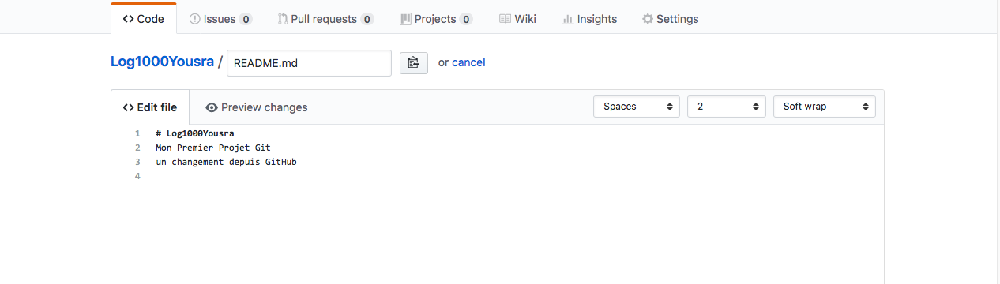 Code Issues 0 Pull requests 0 Projects 0 Wiki Insights Settings
Log1000Yousra / README.md or cancel
Edit file Preview changes Spaces 2 Soft wrap
1 # Log1000Yousra
2 Mon Premier Projet Git
3 un changement depuis GitHub
4